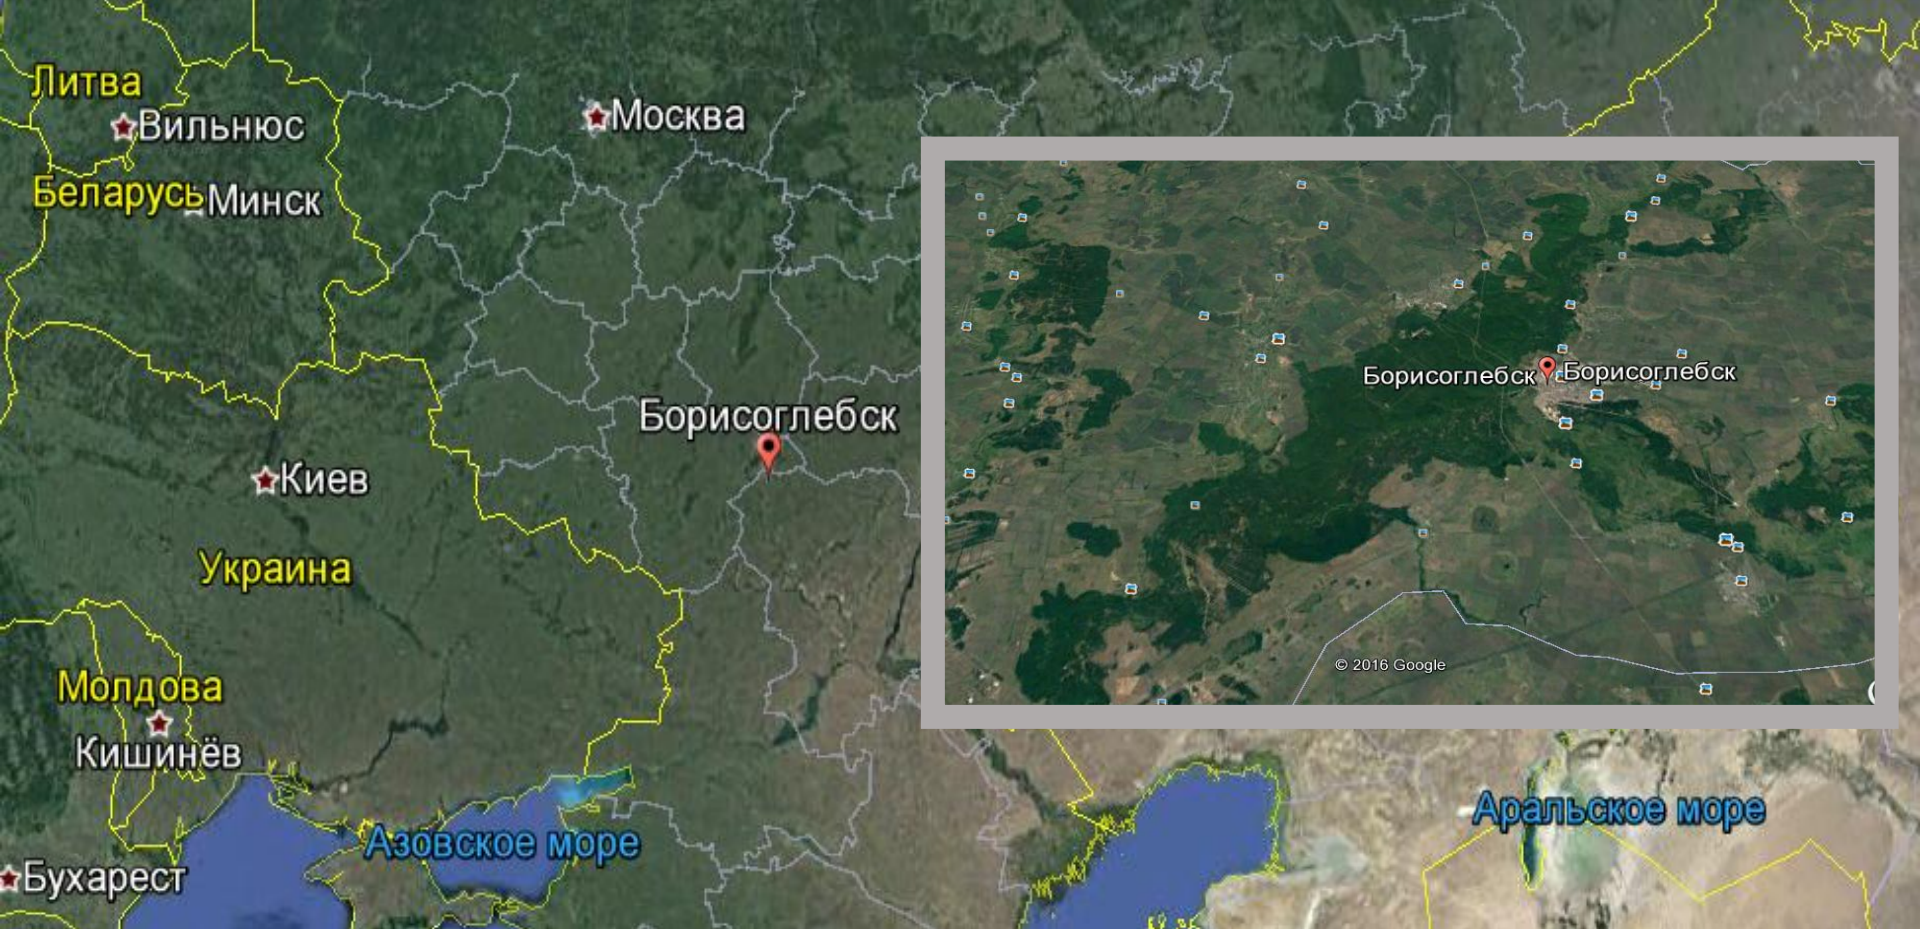 Литва
Вильнюс
Москва
Беларусь
Минск
Борисоглебск
Борисоглебск
Борисоглебск
Киев
Украина
© 2016 Google
Молдова
Кишинёв
Азовское море
Аральское море
Бухарест